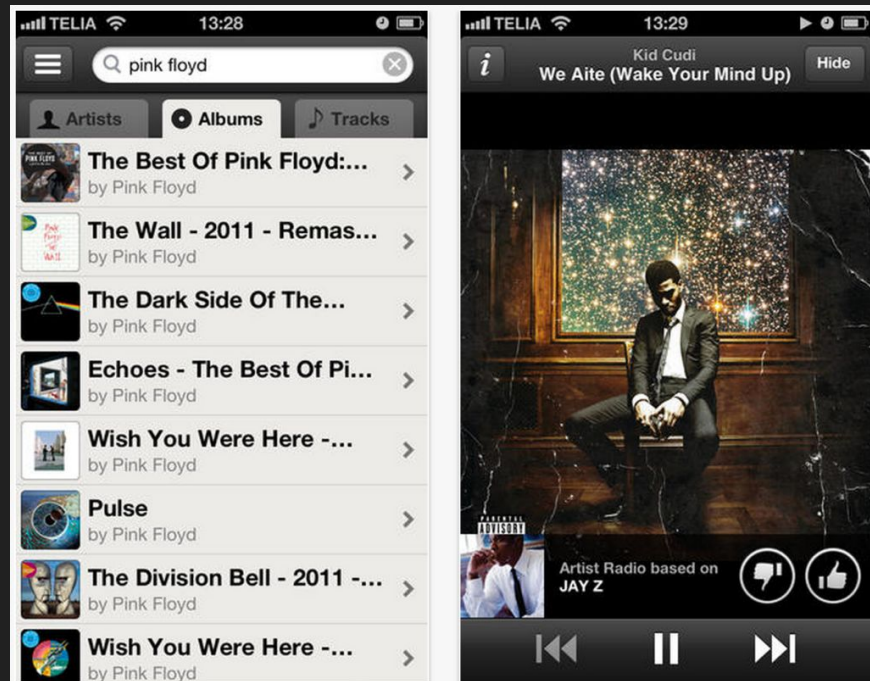 TELIA 13:28
pink floyd
Artists Albums Tracks
The Best Of Pink Floyd:...
by Pink Floyd
The Wall - 2011 - Remas...
by Pink Floyd
The Dark Side Of The...
by Pink Floyd
Echoes - The Best Of Pi...
by Pink Floyd
Wish You Were Here -...
by Pink Floyd
Pulse
by Pink Floyd
The Division Bell - 2011 -...
by Pink Floyd
Wish You Were Here -...
by Pink Floyd
TELIA 13:29
i
Kid Cudi
We Aite (Wake Your Mind Up)
Hide
PARENTAL
ADVISORY
Artist Radio based on
JAY Z